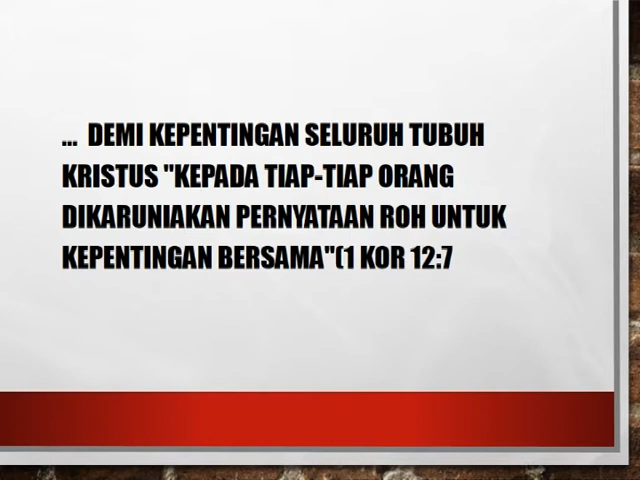 ... DEMI KEPENTINGAN SELURUH TUBUH
KRISTUS "KEPADA TIAP-TIAP ORANG
DIKARUNIAKAN PERNYATAAN ROH UNTUK
KEPENTINGAN BERSAMA"(1 KOR 12:7